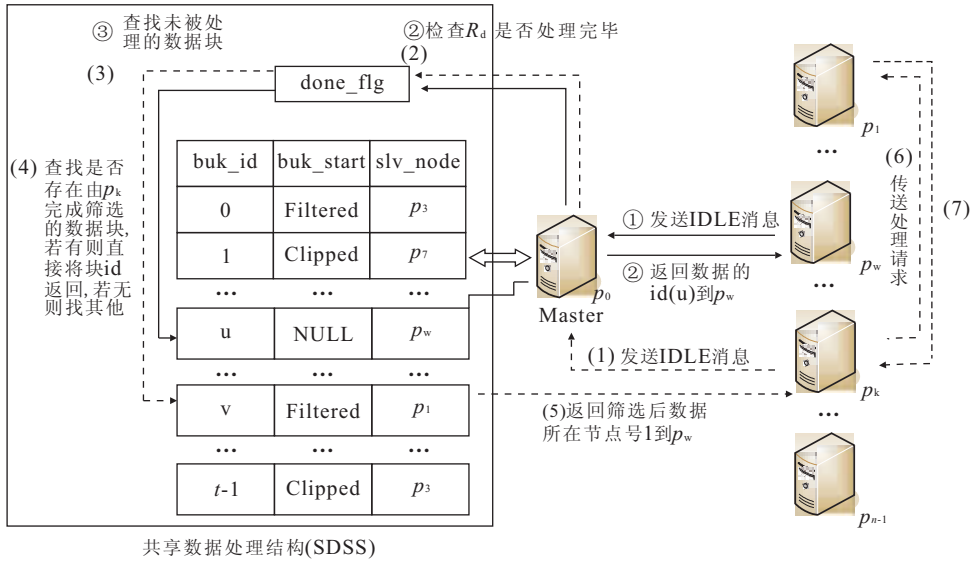 ③ 查找未被处
理的数据块
②检查Rd 是否处理完毕
(2)
(3)
done_flg
(4) 查找是否
存在由pk
完成筛选
的数据块,
若有则直
接将块id
返回,若无
则找其他
buk_id buk_start slv_node
0 Filtered p3
1 Clipped p7
... ... ...
u NULL pw
... ... ...
v Filtered p1
... ... ...
t-1 Clipped p3
共享数据处理结构(SDSS)
p0
Master
① 发送IDLE消息
② 返回数据的
id(u)到pw
(1) 发送IDLE消息
(5)返回筛选后数据
所在节点号1到pw
p1
...
pw
...
pk
...
pn-1
(6)
传送处理请求
(7)